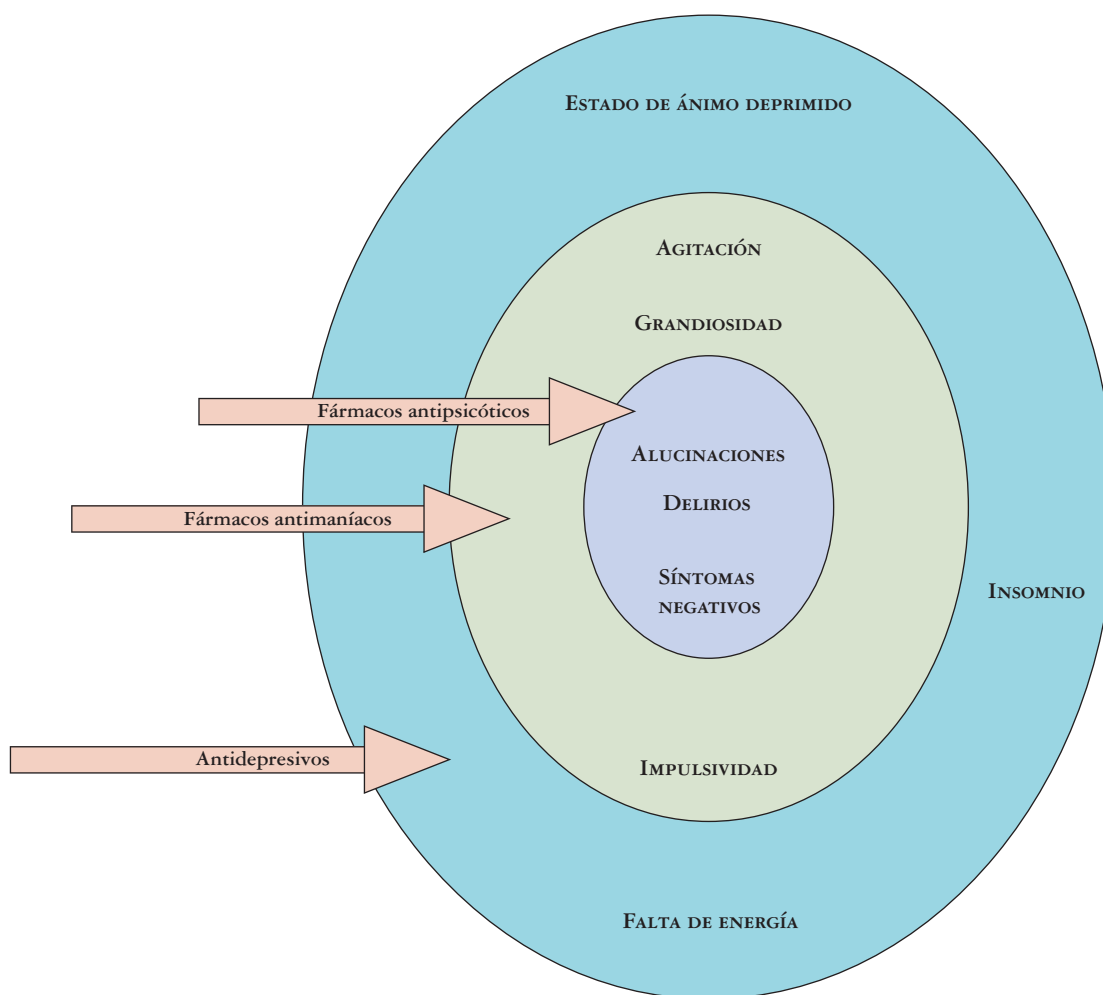 ESTADO DE ÁNIMO DEPRIMIDO
AGITACIÓN
GRANDIOSIDAD
Fármacos antipsicóticos
ALUCINACIONES
DELIRIOS
Fármacos antimaníacos
SÍNTOMAS
NEGATIVOS
INSOMNIO
Antidepresivos
IMPULSIVIDAD
FALTA DE ENERGÍA